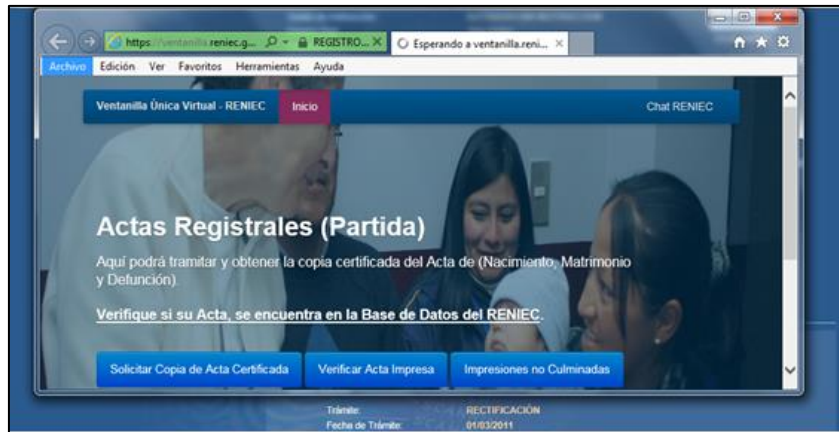 https://ventanilla.reniec.g...
REGISTRO...
Esperando a ventanilla.reni...
Archivo Edición Ver Favoritos Herramientas Ayuda
Ventanilla Única Virtual - RENIEC Inicio Chat RENIEC
Actas Registrales (Partida)
Aquí podrá tramitar y obtener la copia certificada del Acta de (Nacimiento, Matrimonio
y Defunción).
Verifique si su Acta, se encuentra en la Base de Datos del RENIEC.
Solicitar Copia de Acta Certificada Verificar Acta Impresa Impresiones no Culminadas
Trámite: RECTIFICACIÓN
Fecha de Trámite: 01/03/2011